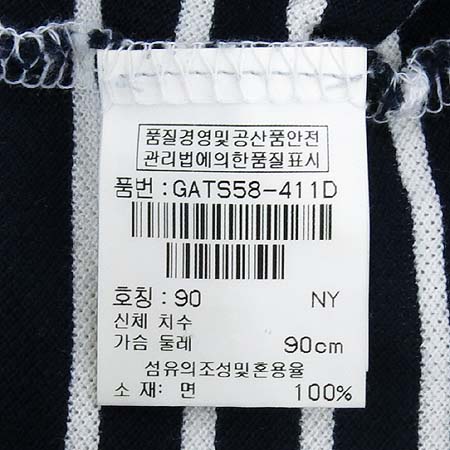 품질경영및공산품안전
관리법에의한품질표시
품번 : GATS58-411D
호칭 : 90 NY
신체 치수
가슴 둘레 90cm
섬유의조성및혼용율
소 재 : 면 100%